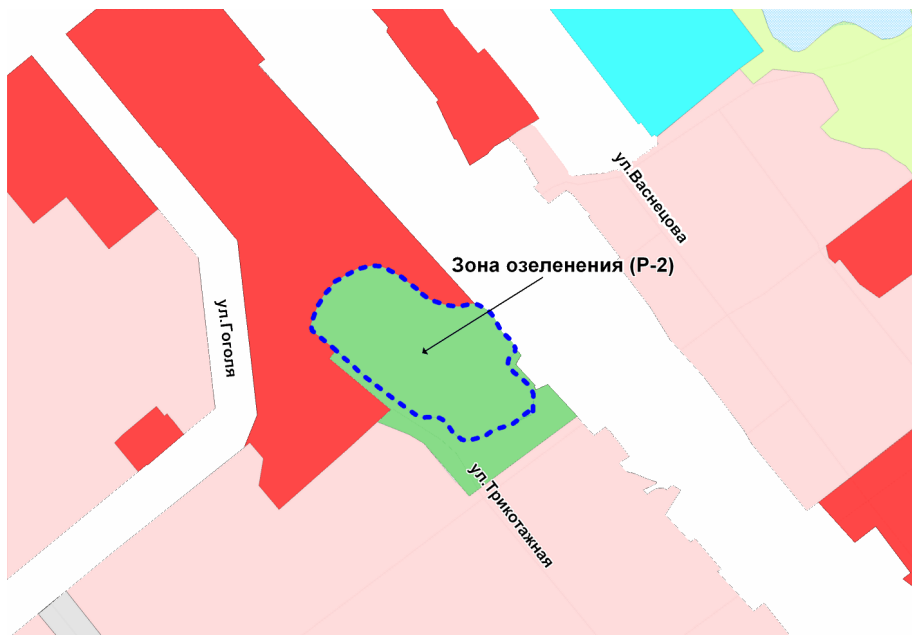 ул.Васнецова
Зона озеленения (Р-2)
ул.Гоголя
ул.Трикотажная